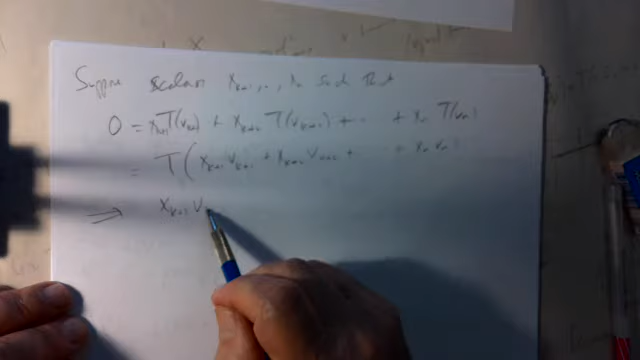 Suppose scalars x_{k+1}, ..., x_n such that
0 = x_{k+1} T(v_{k+1}) + x_{k+2} T(v_{k+2}) + ... + x_n T(v_n)
= T( x_{k+1} v_{k+1} + x_{k+2} v_{k+2} + ... + x_n v_n )
⇒ x_{k+1} v